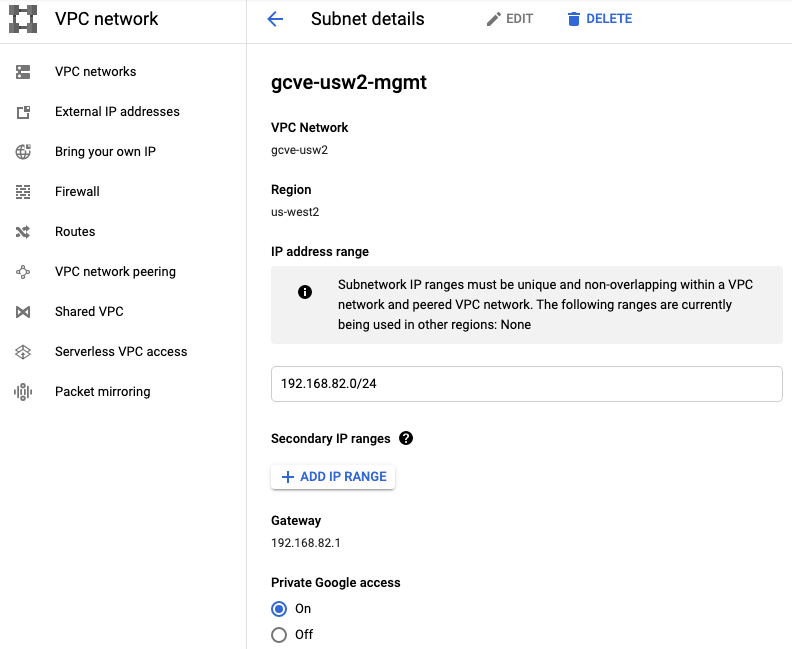 VPC network
Subnet details
EDIT
DELETE
VPC networks
External IP addresses
Bring your own IP
Firewall
Routes
VPC network peering
Shared VPC
Serverless VPC access
Packet mirroring
gcve-usw2-mgmt
VPC Network
gcve-usw2
Region
us-west2
IP address range
Subnetwork IP ranges must be unique and non-overlapping within a VPC
network and peered VPC network. The following ranges are currently
being used in other regions: None
192.168.82.0/24
Secondary IP ranges
ADD IP RANGE
Gateway
192.168.82.1
Private Google access
On
Off